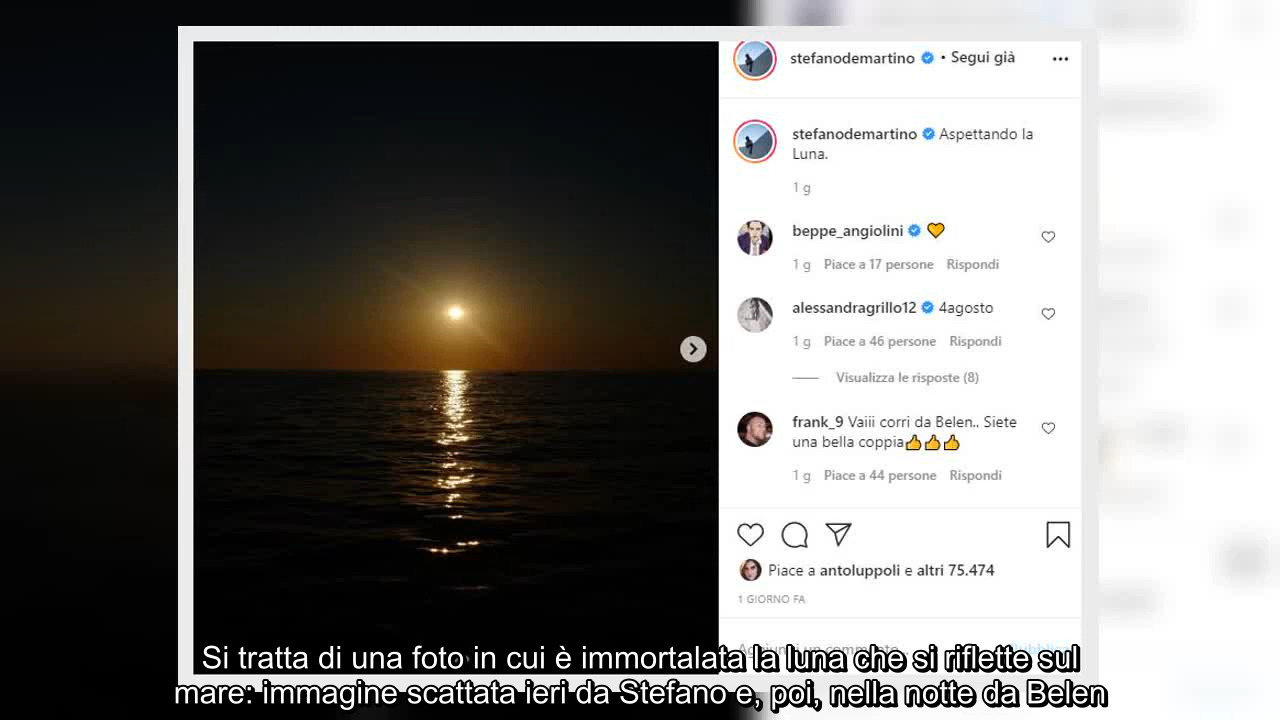 stefanodemartino • Segui già
stefanodemartino Aspettando la
Luna.
1 g
beppe_angiolini 🧡
1 g Piace a 17 persone Rispondi
alessandragrillo12 4agosto
1 g Piace a 46 persone Rispondi
Visualizza le risposte (8)
frank_9 Vaiii corri da Belen.. Siete
una bella coppia👍👍👍
1 g Piace a 44 persone Rispondi
Piace a antoluppoli e altri 75.474
1 GIORNO FA
Aggiungi un commento...
Si tratta di una foto in cui è immortalata la luna che si riflette sul
mare: immagine scattata ieri da Stefano e, poi, nella notte da Belen